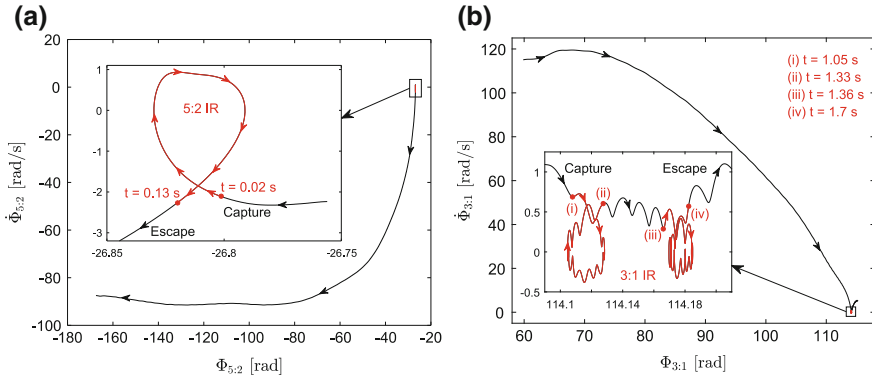 (a)
20
0
-20
-40
-60
-80
-100
-180 -160 -140 -120 -100 -80 -60 -40 -20
Φ̇5:2 [rad/s]
Φ5:2 [rad]
1
0
-1
-2
-3
-26.85 -26.8 -26.75
5:2 IR
t = 0.13 s
t = 0.02 s
Capture
Escape
(b)
120
100
80
60
40
20
0
60 70 80 90 100 110
Φ̇3:1 [rad/s]
Φ3:1 [rad]
(i) t = 1.05 s
(ii) t = 1.33 s
(iii) t = 1.36 s
(iv) t = 1.7 s
1
0.5
0
-0.5
114.1 114.14 114.18
Capture
Escape
(i)
(ii)
(iii)
(iv)
3:1 IR